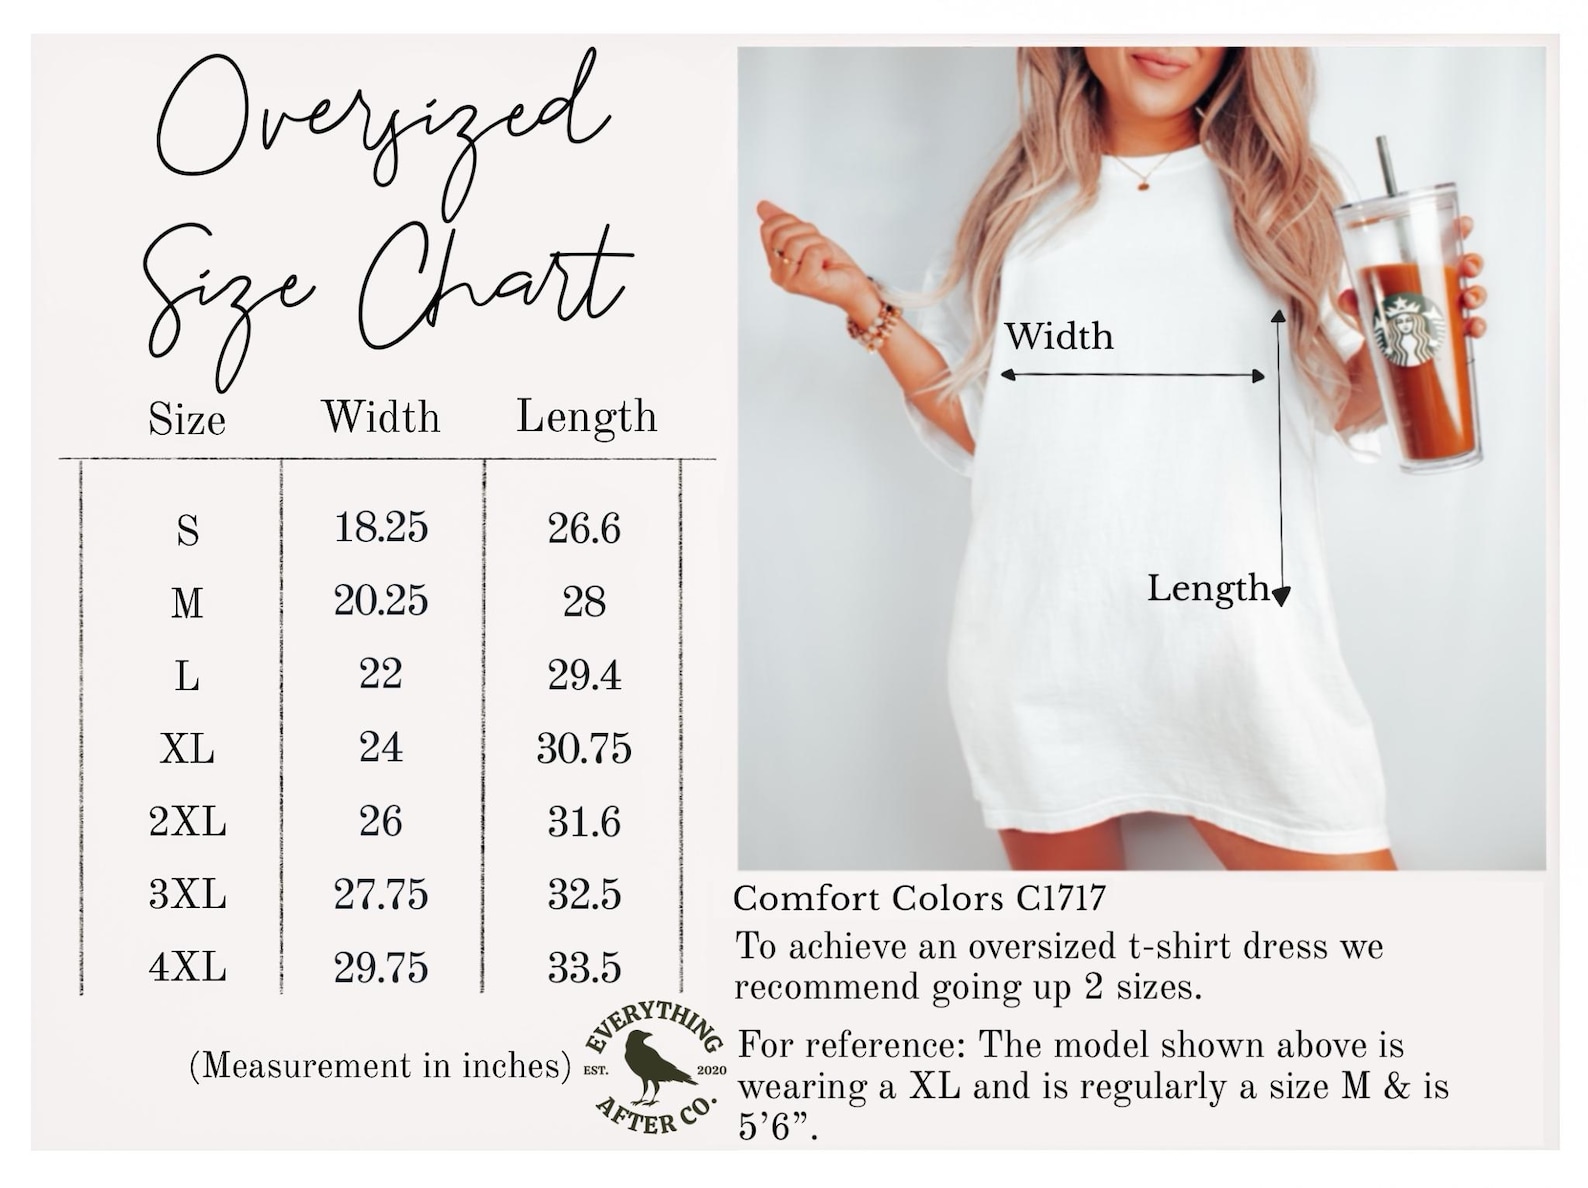 Oversized
Size Chart
Size Width Length
S 18.25 26.6
M 20.25 28
L 22 29.4
XL 24 30.75
2XL 26 31.6
3XL 27.75 32.5
4XL 29.75 33.5
(Measurement in inches)
EVERYTHING
EST. 2020
AFTER CO.
Width
Length
Comfort Colors C1717
To achieve an oversized t-shirt dress we
recommend going up 2 sizes.
For reference: The model shown above is
wearing a XL and is regularly a size M & is
5’6”.